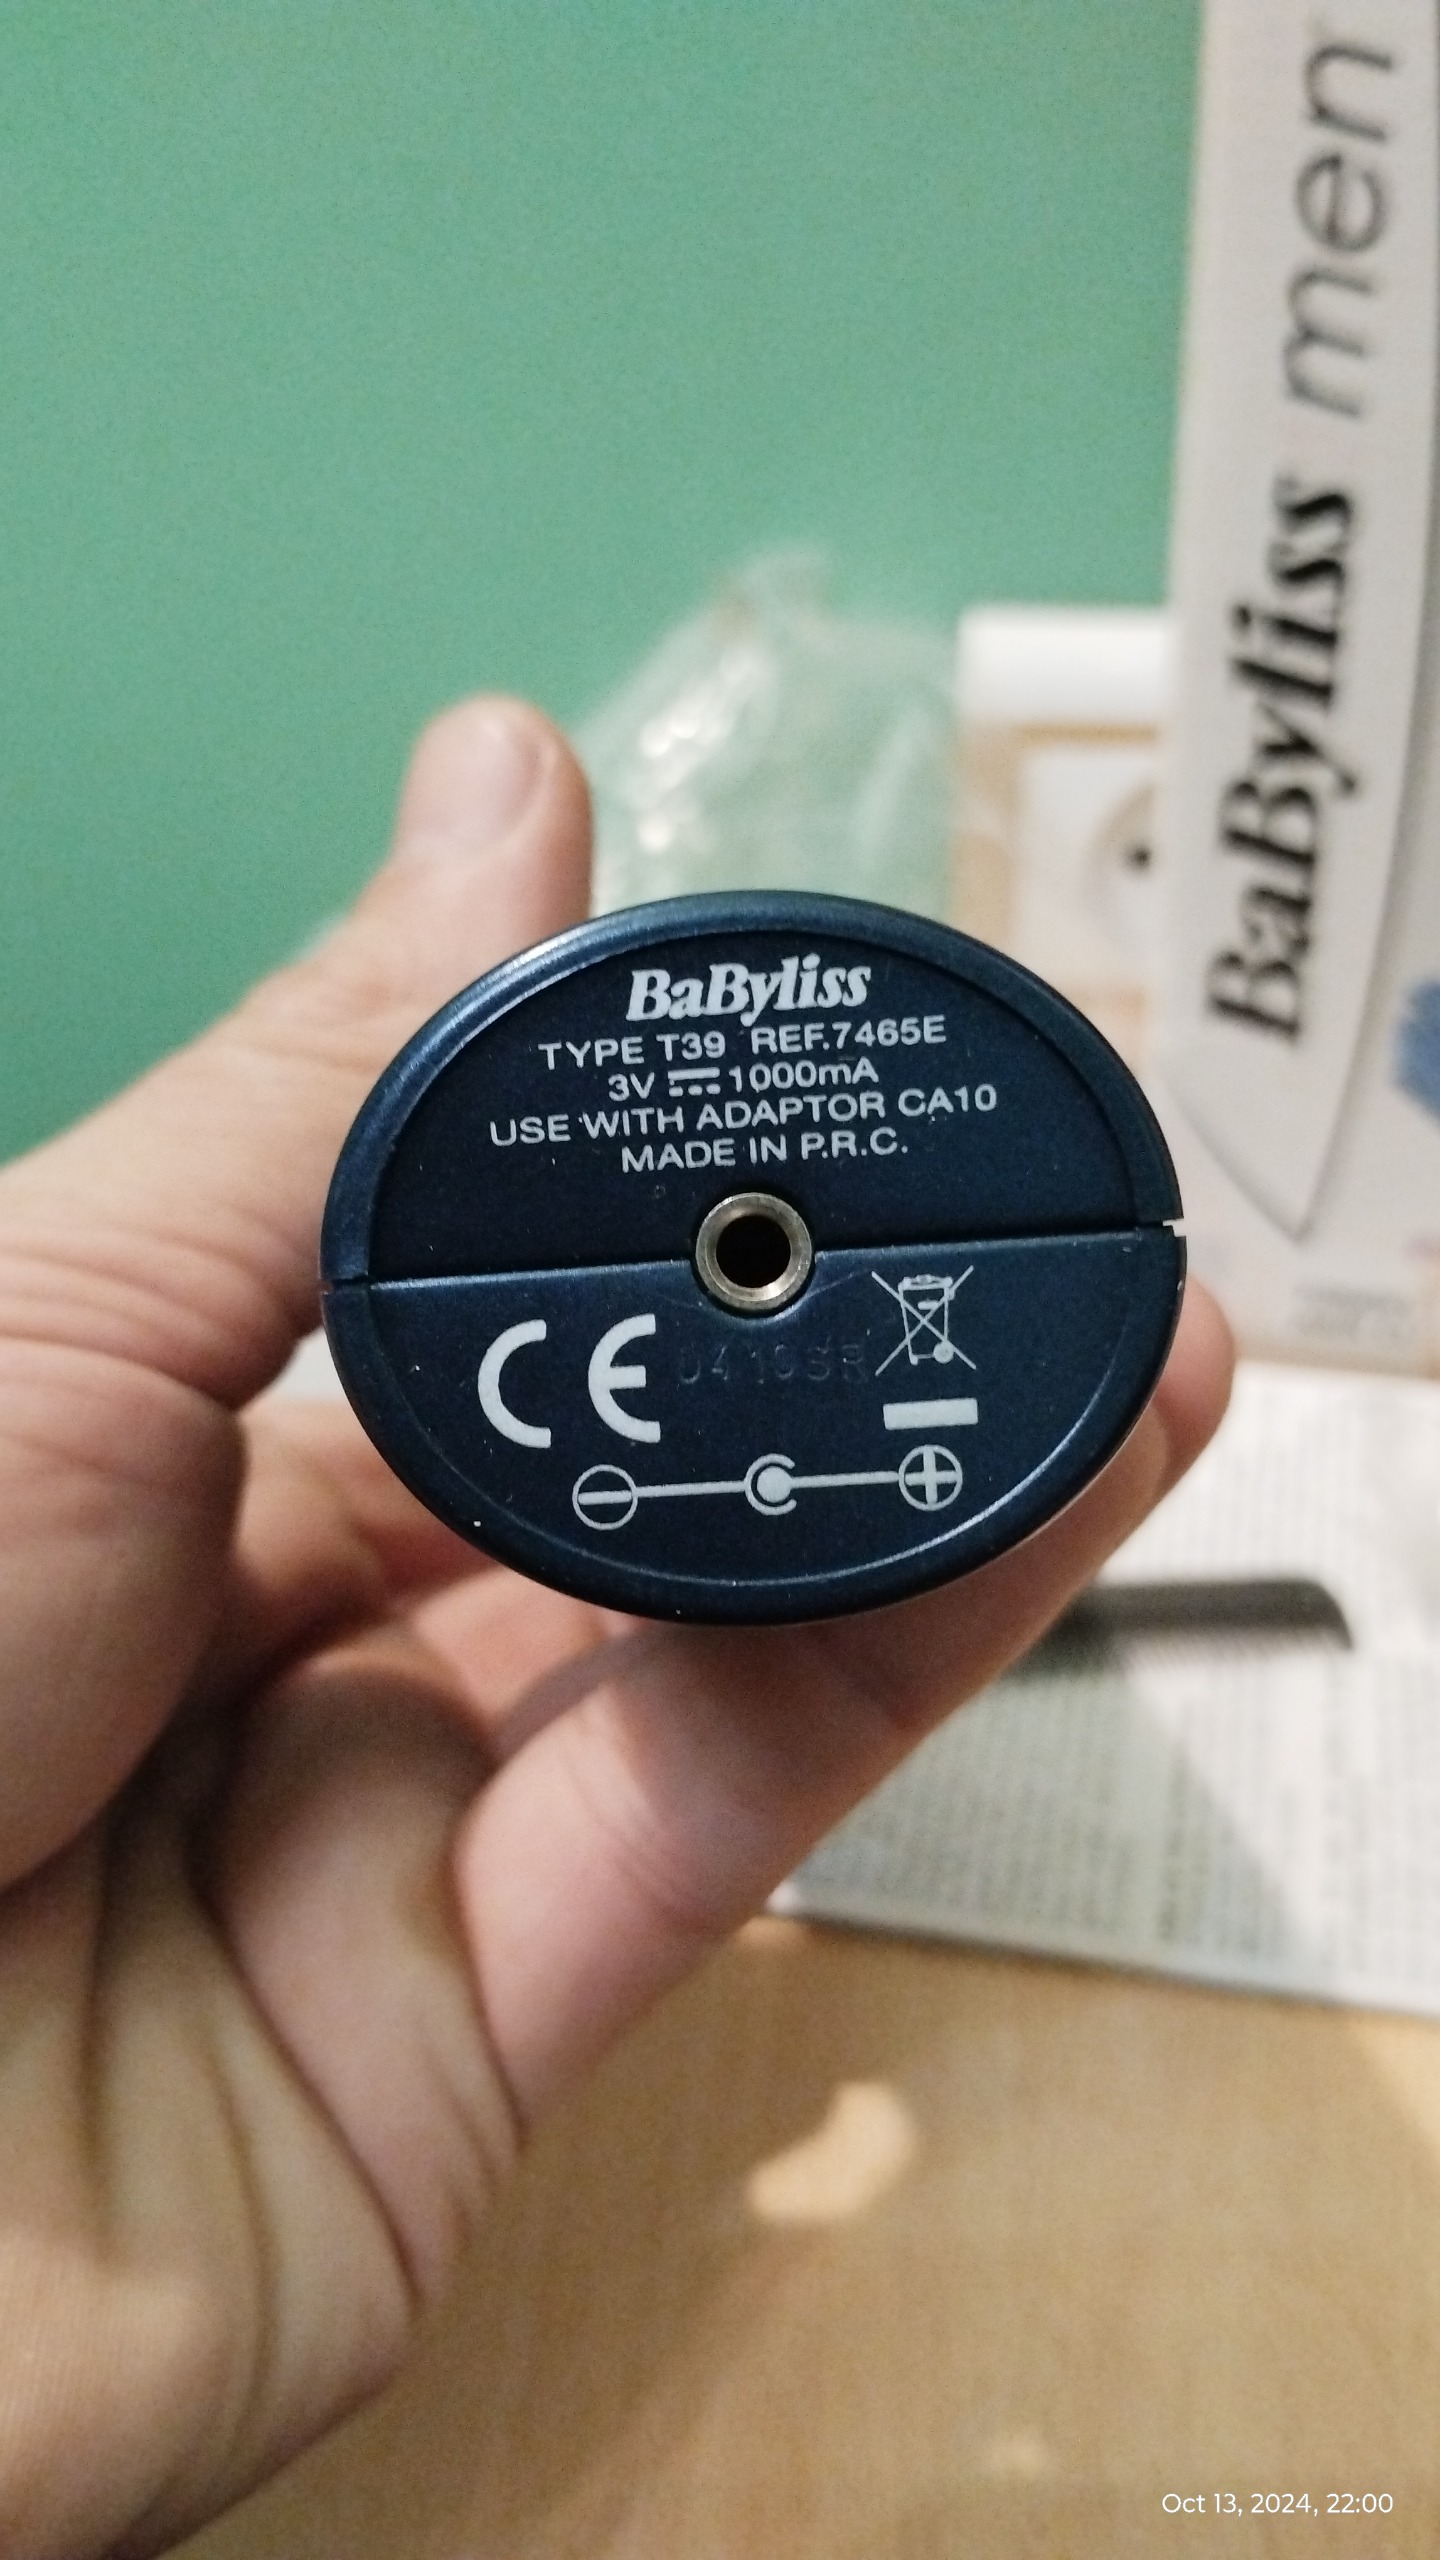 BaByliss men
BaByliss
TYPE T39 REF.7465E
3V ⎓ 1000mA
USE WITH ADAPTOR CA10
MADE IN P.R.C.
CE
Oct 13, 2024, 22:00